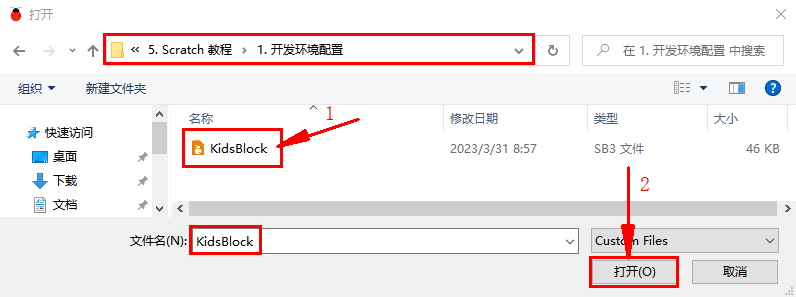 打开
« 5. Scratch 教程 > 1. 开发环境配置
在 1. 开发环境配置 中搜索
组织 新建文件夹
名称 修改日期 类型 大小
1
快速访问
KidsBlock 2023/3/31 8:57 SB3 文件 46 KB
桌面
下载
2
文档
文件名(N): KidsBlock Custom Files
打开(O) 取消